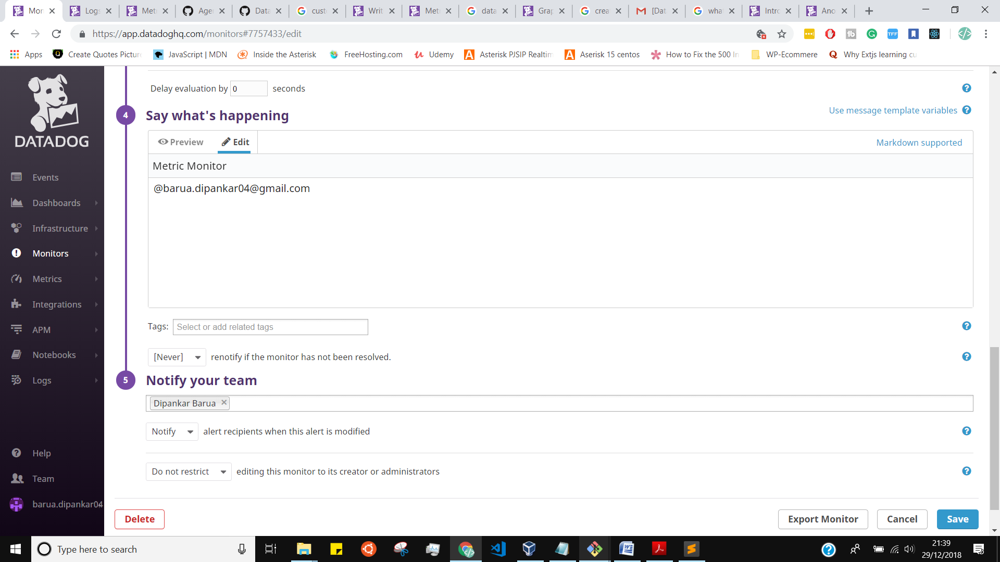 Mon
Logs
Met
Age
Data
cust
Writ
Met
data
Grap
crea
[Dat
wha
Intro
Ano
https://app.datadoghq.com/monitors#7757433/edit
Apps
Create Quotes Picture
JavaScript | MDN
Inside the Asterisk
FreeHosting.com
Udemy
Asterisk PJSIP Realtim
Aserisk 15 centos
How to Fix the 500 In
WP-Ecommere
Why Extjs learning cu
DATADOG
Events
Dashboards
Infrastructure
Monitors
Metrics
Integrations
APM
Notebooks
Logs
Help
Team
barua.dipankar04
Delay evaluation by 0 seconds
4 Say what's happening
Use message template variables
Preview
Edit
Markdown supported
Metric Monitor
@barua.dipankar04@gmail.com
Tags: Select or add related tags
[Never] renotify if the monitor has not been resolved.
5 Notify your team
Dipankar Barua
Notify alert recipients when this alert is modified
Do not restrict editing this monitor to its creator or administrators
Delete
Export Monitor
Cancel
Save
Type here to search
21:39
29/12/2018